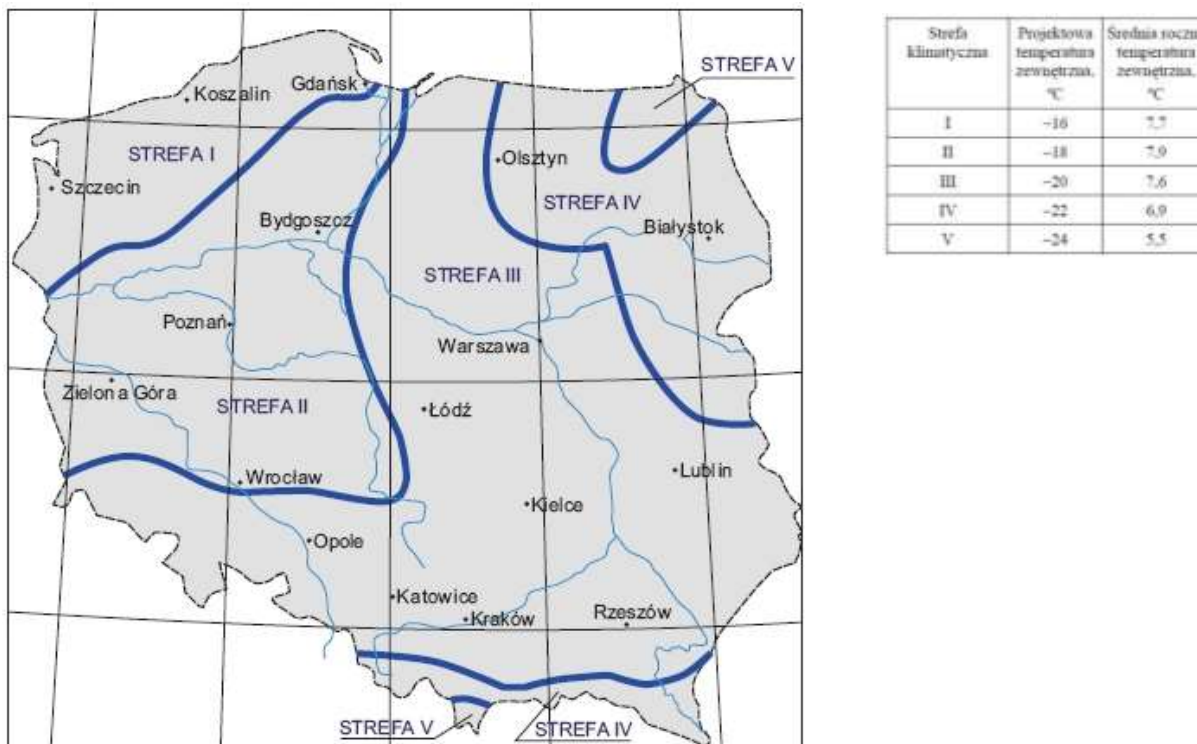 STREFA V
Gdańsk
Koszalin
STREFA I
Olsztyn
Szczecin
STREFA IV
Bydgoszcz
Białystok
STREFA III
Poznań
Warszawa
Zielona Góra
STREFA II
Łódź
Wrocław
Lublin
Kielce
Opole
Katowice
Kraków
Rzeszów
STREFA V
STREFA IV
Strefa klimatyczna
Projektowa temperatura zewnętrzna, °C
Średnia temperatura zewnętrzna, °C
I –16 7,7
II –18 7,9
III –20 7,6
IV –22 6,9
V –24 5,5